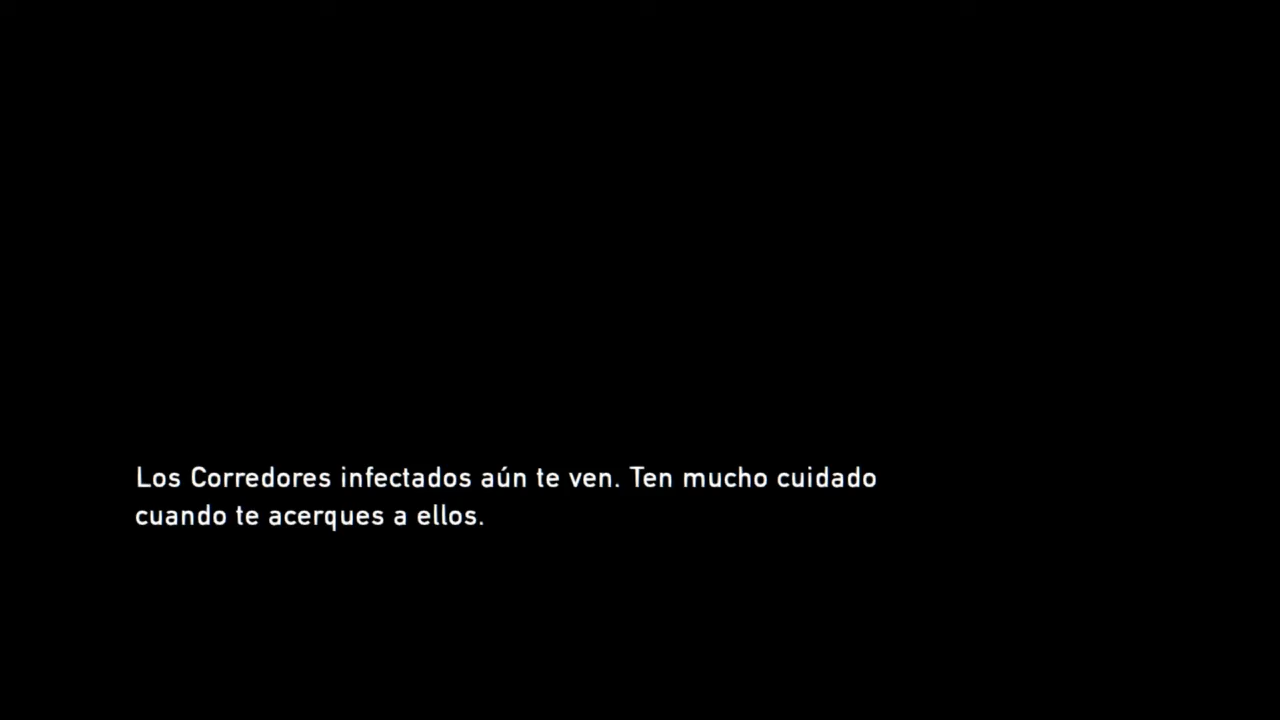 Los Corredores infectados aún te ven. Ten mucho cuidado
cuando te acerques a ellos.